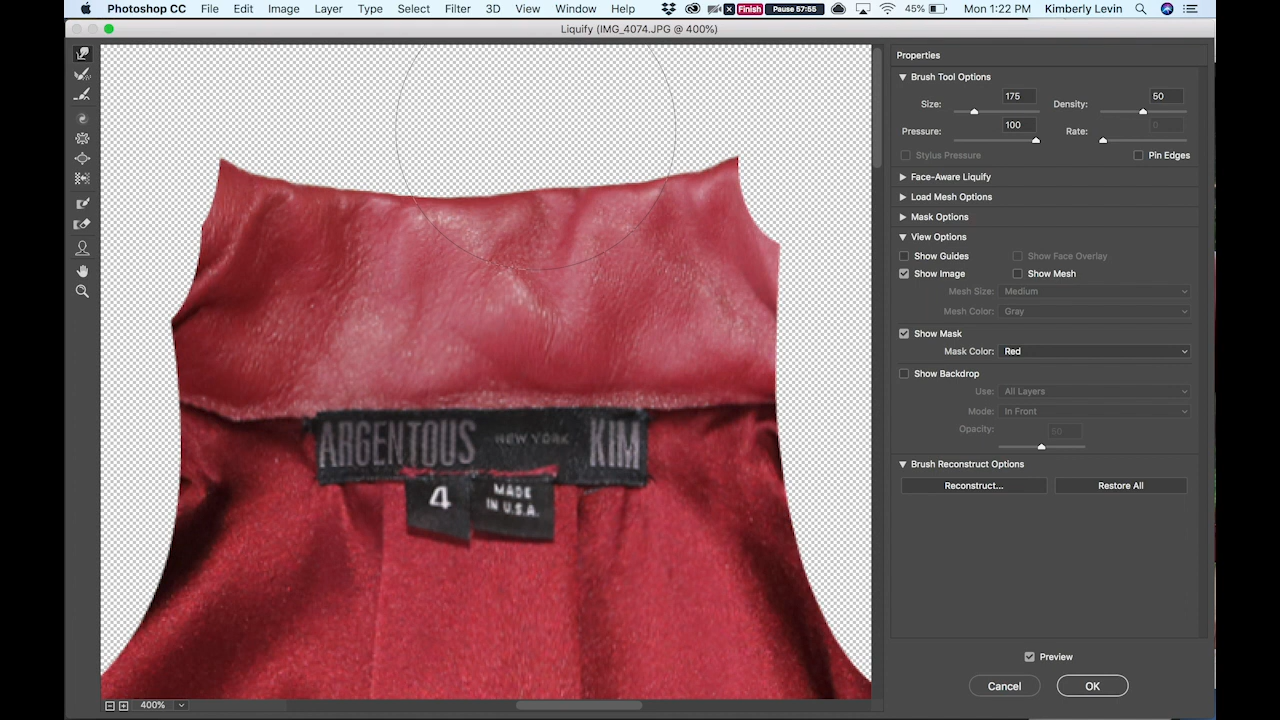 Photoshop CC File Edit Image Layer Type Select Filter 3D View Window Help Finish Pause 57:55 45% Mon 1:22 PM Kimberly Levin
Liquify (IMG_4074.JPG @ 400%)
Properties
Brush Tool Options
Size: 175 Density: 50
Pressure: 100 Rate: 0
Stylus Pressure Pin Edges
Face-Aware Liquify
Load Mesh Options
Mask Options
View Options
Show Guides Show Face Overlay
Show Image Show Mesh
Mesh Size: Medium
Mesh Color: Gray
Show Mask
Mask Color: Red
Show Backdrop
Use: All Layers
Mode: In Front
Opacity: 50
Brush Reconstruct Options
Reconstruct... Restore All
ARGENTOUS NEW YORK KIM
4 MADE
IN U.S.A.
Preview
Cancel OK
400%